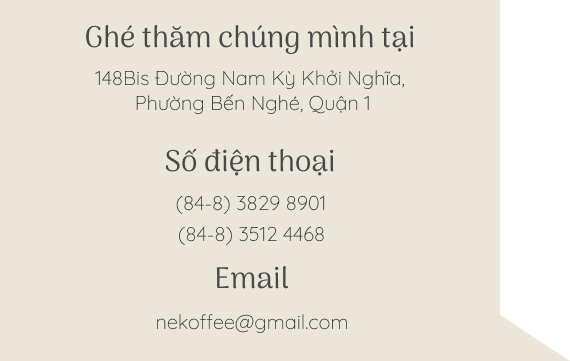 Ghé thăm chúng mình tại
148Bis Đường Nam Kỳ Khởi Nghĩa,
Phường Bến Nghé, Quận 1
Số điện thoại
(84-8) 3829 8901
(84-8) 3512 4468
Email
nekoffee@gmail.com